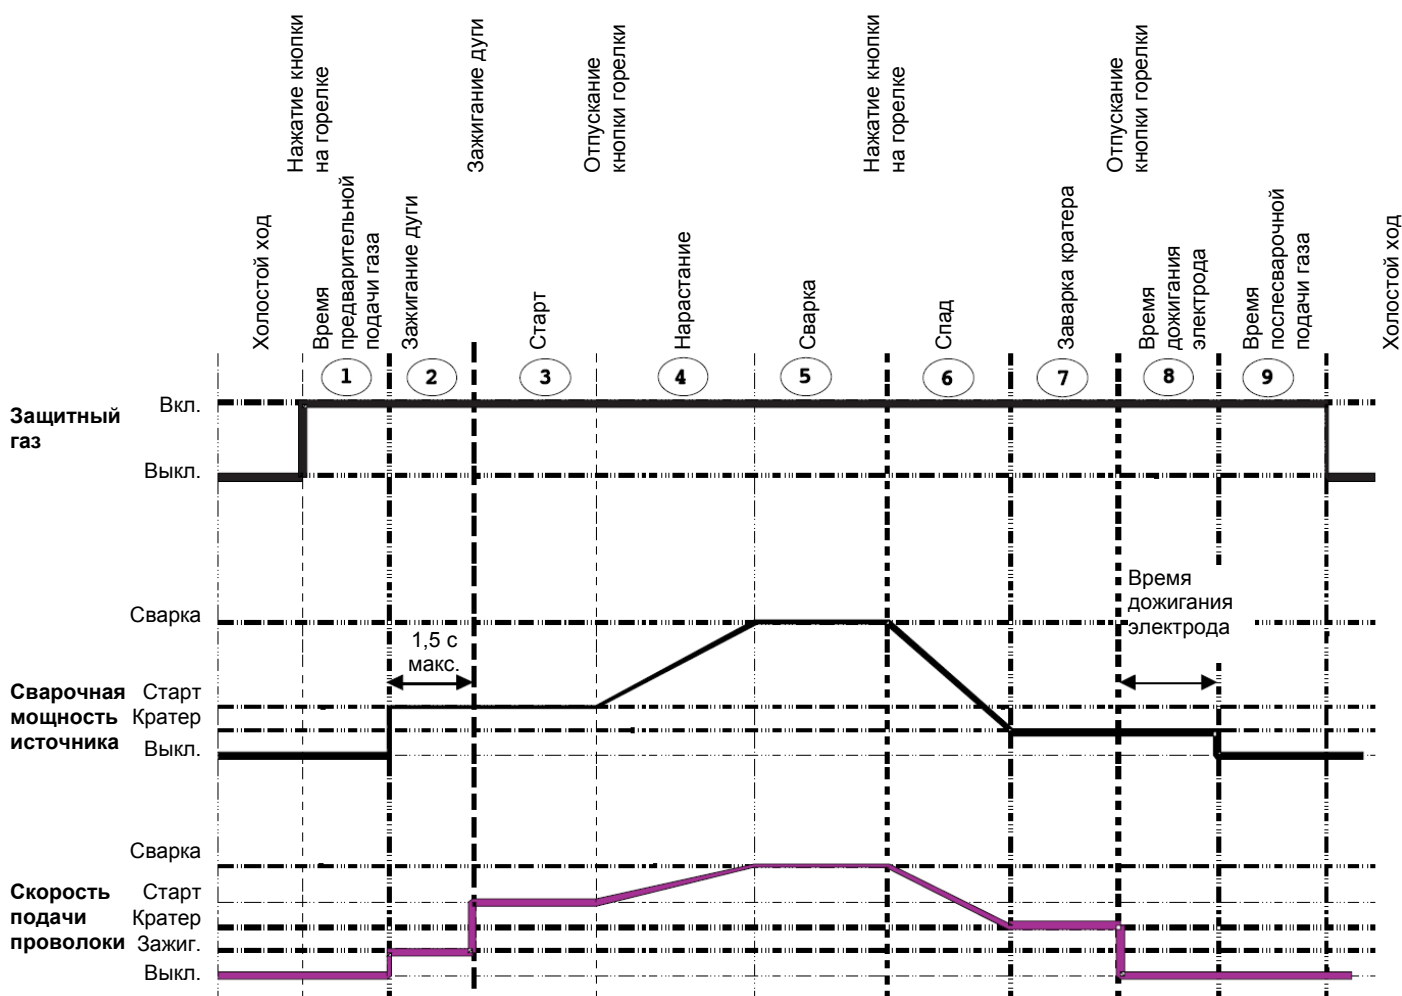 Нажатие кнопки
на горелке
Зажигание дуги
Отпускание
кнопки горелки
Нажатие кнопки
на горелке
Отпускание
кнопки горелки
Холостой ход
Время
предварительной
подачи газа
Зажигание дуги
Старт
Нарастание
Сварка
Спад
Заварка кратера
Время
дожигания
электрода
Время
послесварочной
подачи газа
Холостой ход
1
2
3
4
5
6
7
8
9
Защитный
газ
Вкл.
Выкл.
Сварочная
мощность
источника
Сварка
Старт
Кратер
Выкл.
1,5 с
макс.
Время
дожигания
электрода
Скорость
подачи
проволоки
Сварка
Старт
Кратер
Зажиг.
Выкл.